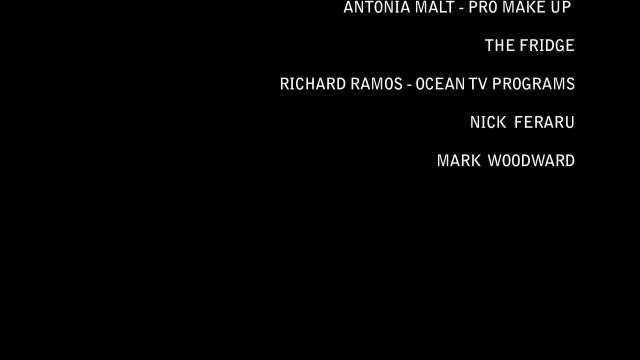 ANTONIA MALT - PRO MAKE UP
THE FRIDGE
RICHARD RAMOS - OCEAN TV PROGRAMS
NICK FERARU
MARK WOODWARD